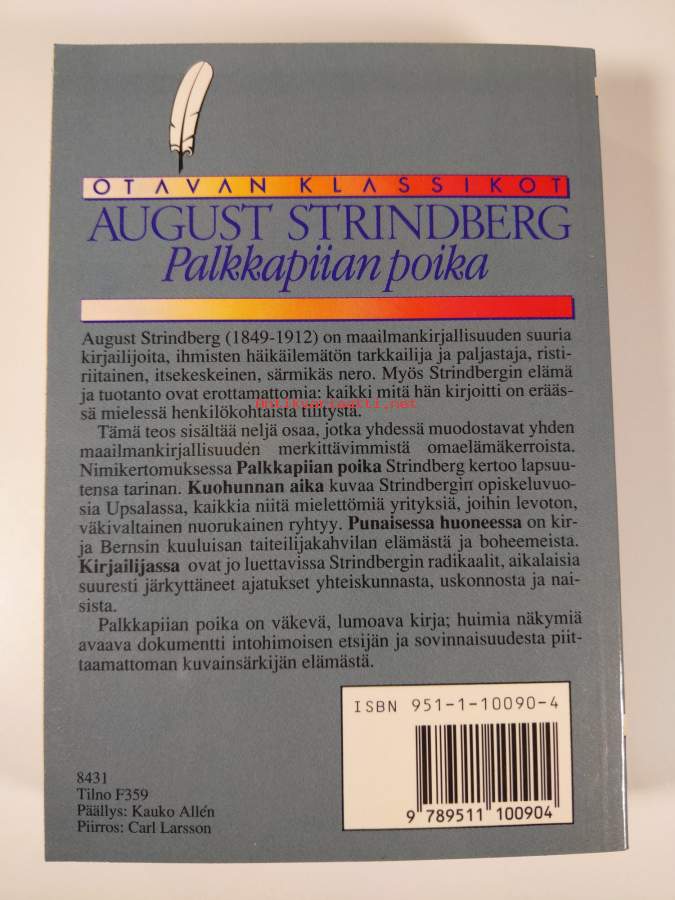 OTAVAN KLASSIKOT
AUGUST STRINDBERG
Palkkapiian poika
August Strindberg (1849-1912) on maailmankirjallisuuden suuria
kirjailijoita, ihmisten häikäilemätön tarkkailija ja paljastaja, risti-
riitainen, itsekeskeinen, särmikäs nero. Myös Strindbergin elämä
ja tuotanto ovat erottamattomia: kaikki mitä hän kirjoitti on erääs-
sä mielessä henkilökohtaista tilitystä.
antikvariaatti.net
Tämä teos sisältää neljä osaa, jotka yhdessä muodostavat yhden
maailmankirjallisuuden merkittävimmistä omaelämäkerroista.
Nimikertomuksessa Palkkapiian poika Strindberg kertoo lapsuu-
tensa tarinan. Kuohunnan aika kuvaa Strindbergin opiskeluvuo-
sia Upsalassa, kaikkia niitä mielettömiä yrityksiä, joihin levoton,
väkivaltainen nuorukainen ryhtyy. Punaisessa huoneessa on kir-
ja Bernsin kuuluisan taiteilijakahvilan elämästä ja boheemeista.
Kirjailijassa ovat jo luettavissa Strindbergin radikaalit, aikalaisia
suuresti järkyttäneet ajatukset yhteiskunnasta, uskonnosta ja nai-
sista.
Palkkapiian poika on väkevä, lumoava kirja; huimia näkymiä
avaava dokumentti intohimoisen etsijän ja sovinnaisuudesta piit-
taamattoman kuvainsärkijän elämästä.
ISBN 951-1-10090-4
9 789511 100904
8431
Tilno F359
Päällys: Kauko Allén
Piirros: Carl Larsson